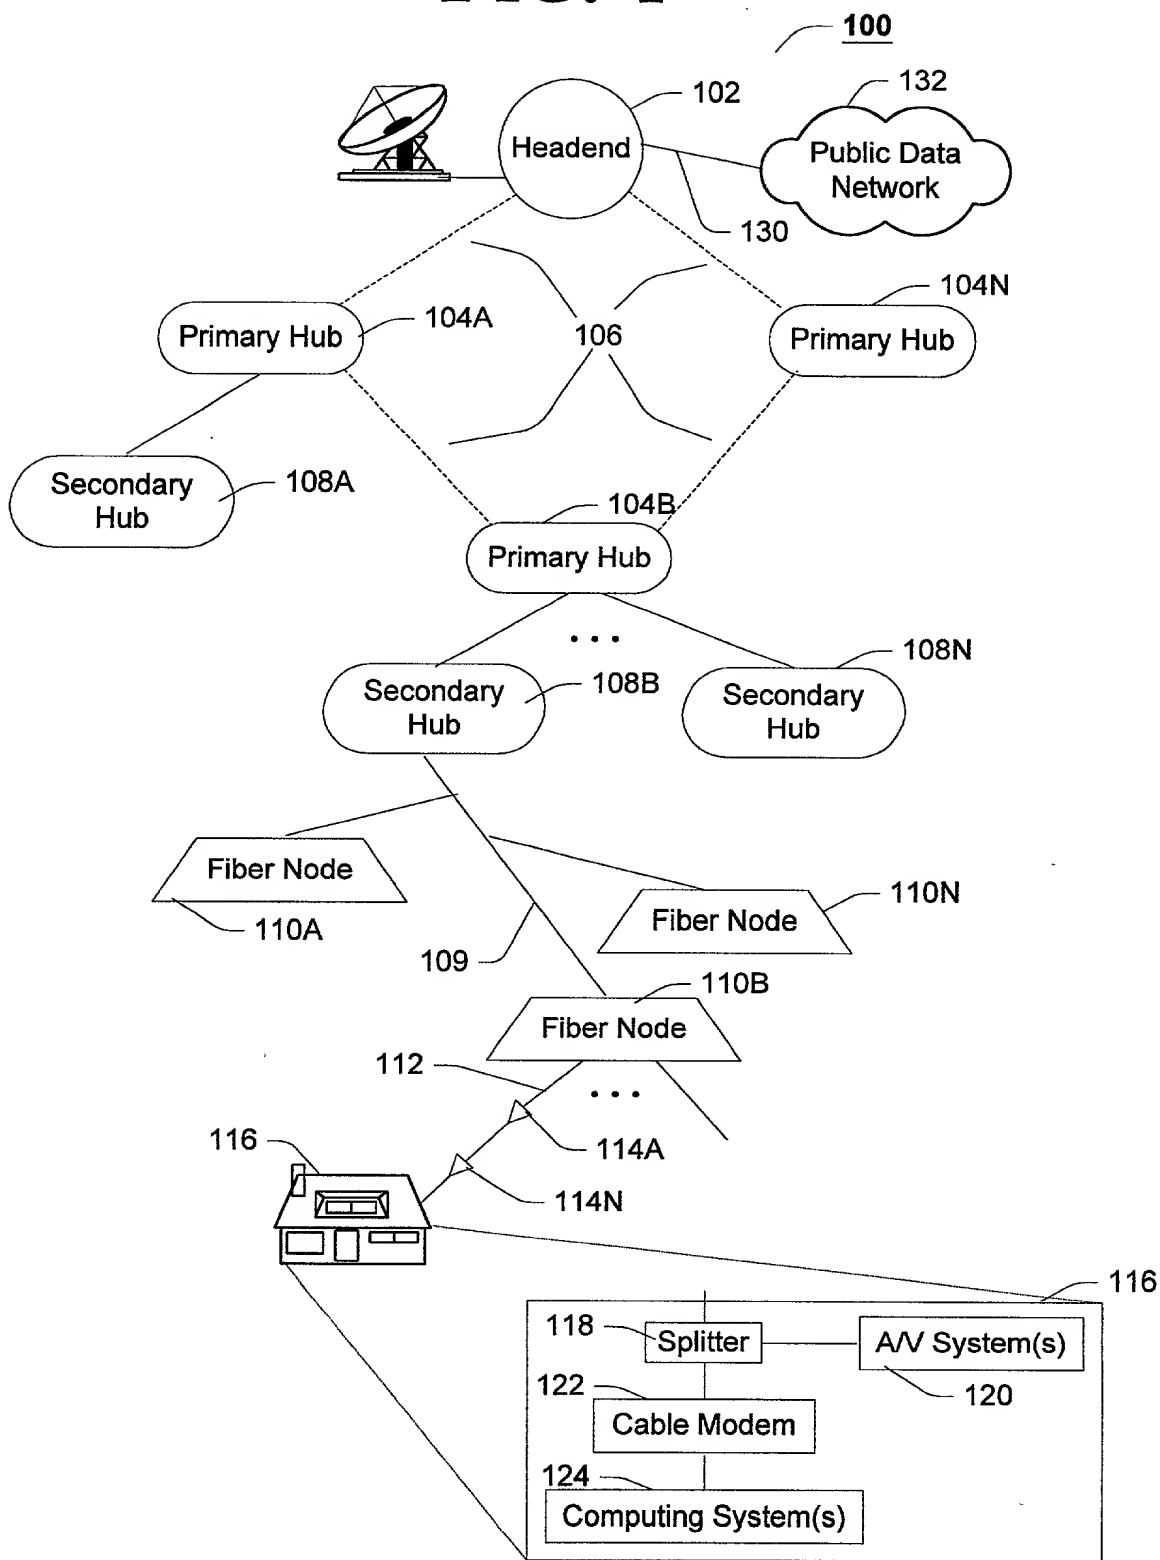 100
102
132
Headend
Public Data
Network
130
104N
104A
Primary Hub
106
Primary Hub
Secondary
Hub
108A
104B
Primary Hub
• • •
108N
Secondary
Hub
108B
Secondary
Hub
Fiber Node
110A
110N
Fiber Node
109
110B
Fiber Node
112
• • •
116
114A
114N
116
118
Splitter
A/V System(s)
120
122
Cable Modem
124
Computing System(s)